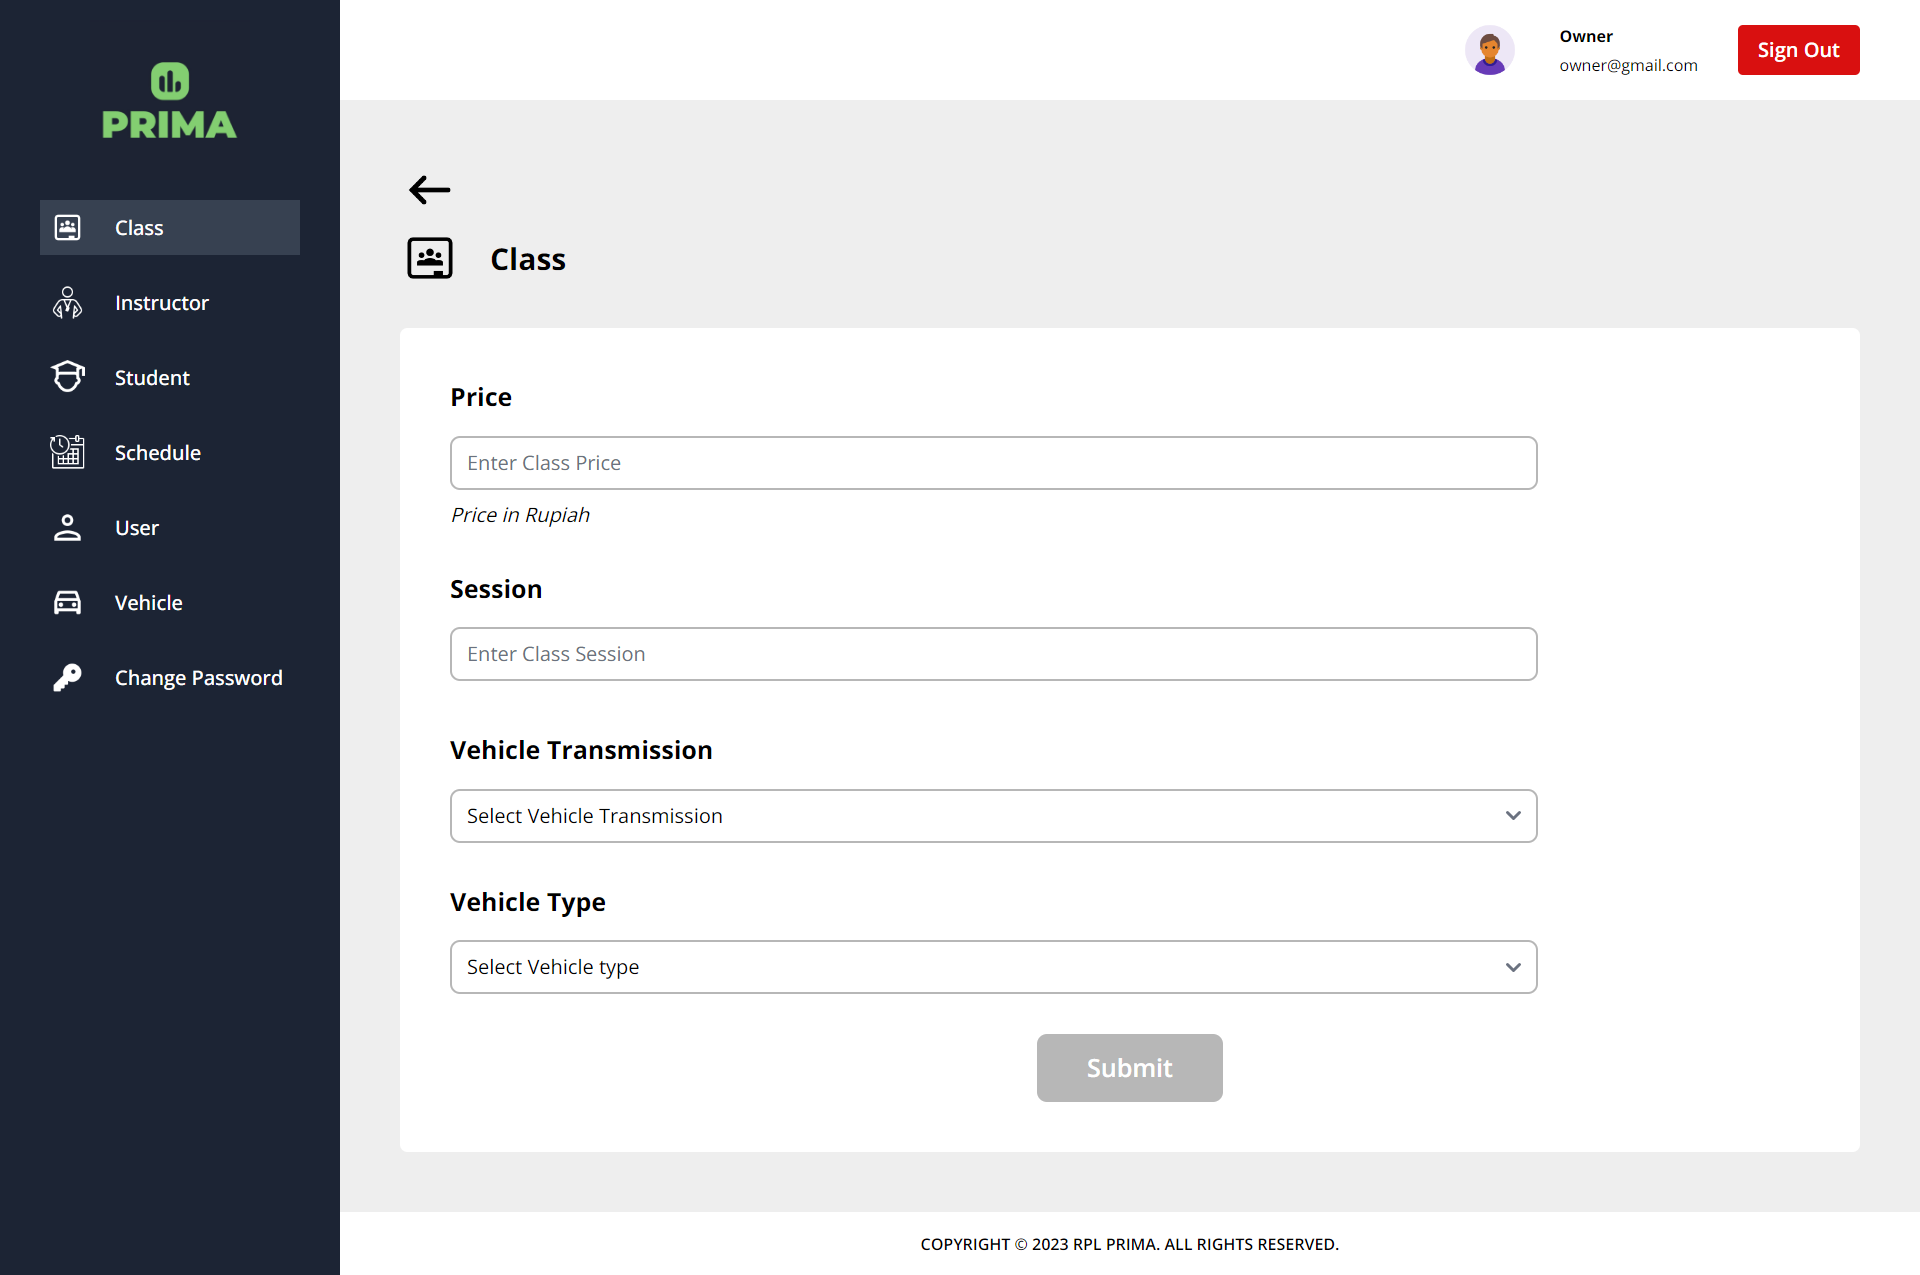 PRIMA
Class
Instructor
Student
Schedule
User
Vehicle
Change Password
Owner
owner@gmail.com
Sign Out
Class
Price
Enter Class Price
Price in Rupiah
Session
Enter Class Session
Vehicle Transmission
Select Vehicle Transmission
Vehicle Type
Select Vehicle type
Submit
COPYRIGHT © 2023 RPL PRIMA. ALL RIGHTS RESERVED.